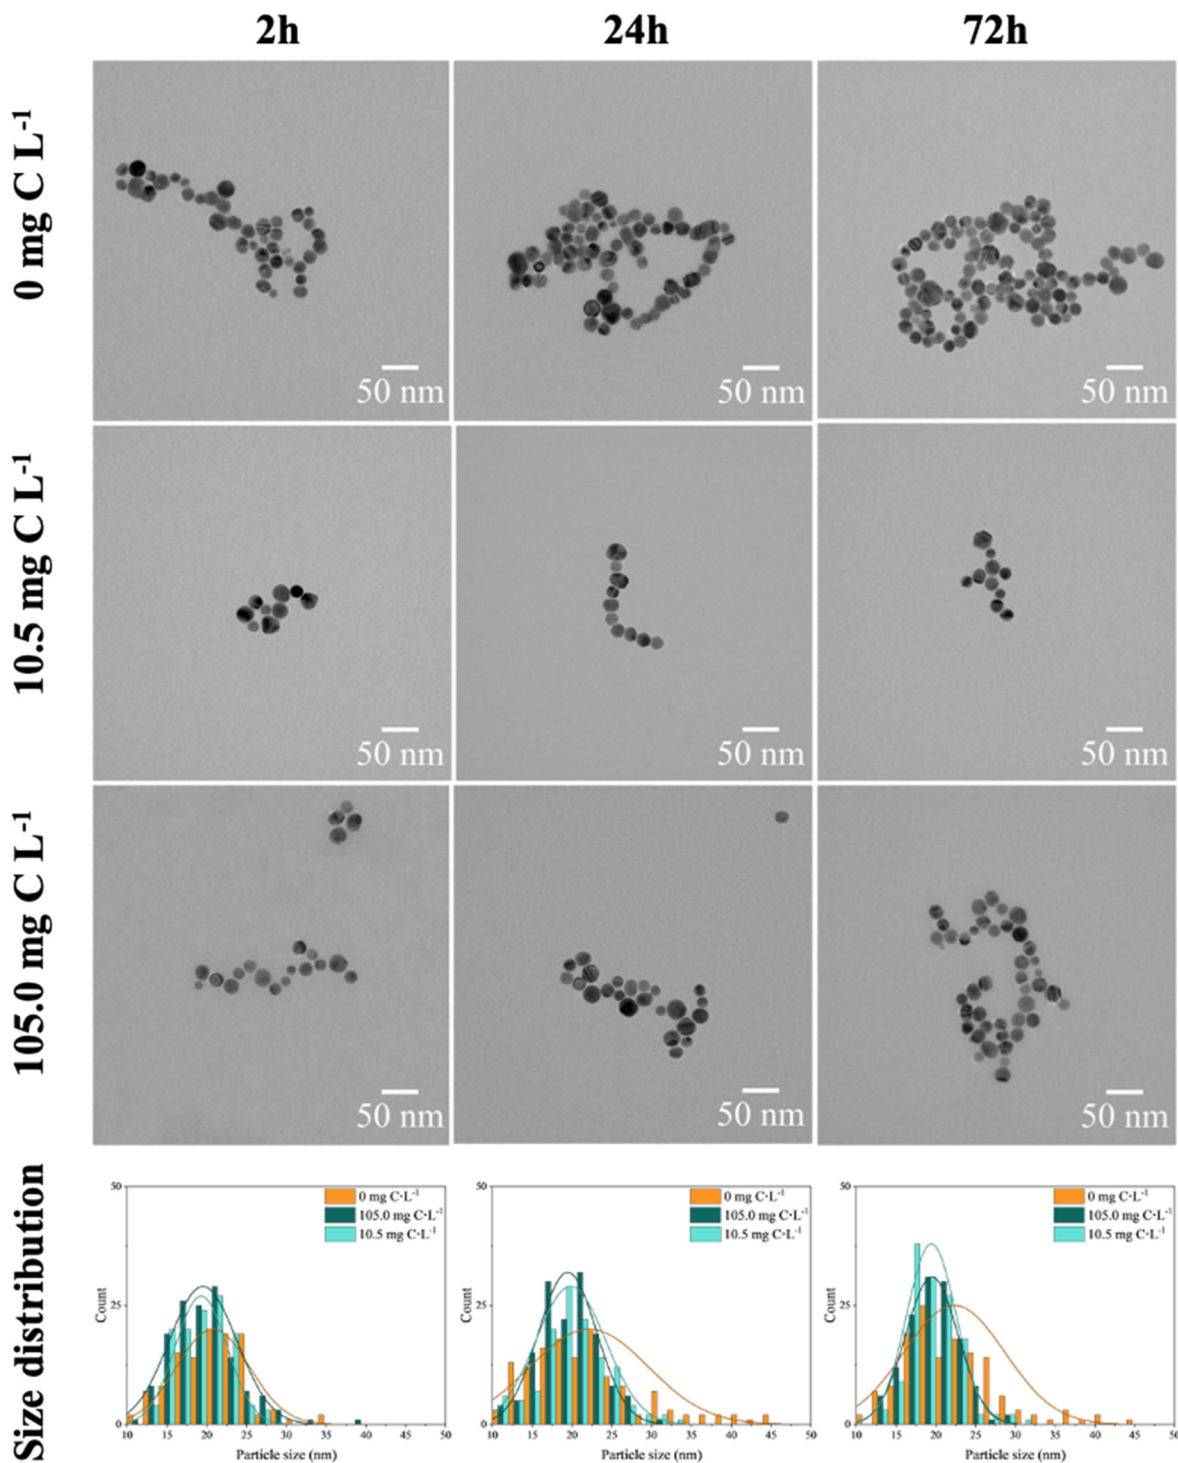 2h 24h 72h
0 mg C L⁻¹
50 nm 50 nm 50 nm
10.5 mg C L⁻¹
50 nm 50 nm 50 nm
105.0 mg C L⁻¹
50 nm 50 nm 50 nm
Size distribution
50
25
0
Count
0 mg C·L⁻¹
105.0 mg C·L⁻¹
10.5 mg C·L⁻¹
10 15 20 25 30 35 40 45 50
Particle size (nm)
50
25
0
Count
0 mg C·L⁻¹
105.0 mg C·L⁻¹
10.5 mg C·L⁻¹
10 15 20 25 30 35 40 45 50
Particle size (nm)
50
25
0
Count
0 mg C·L⁻¹
105.0 mg C·L⁻¹
10.5 mg C·L⁻¹
10 15 20 25 30 35 40 45 50
Particle size (nm)